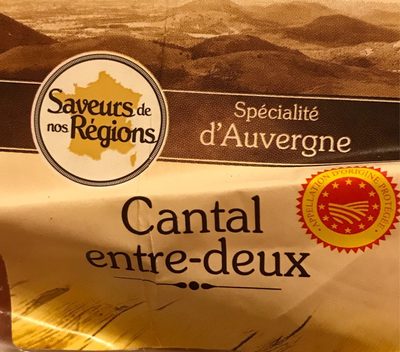 Saveurs de
nos Régions
Spécialité
d'Auvergne
APPELLATION D'ORIGINE PROTÉGÉE
Cantal
entre-deux